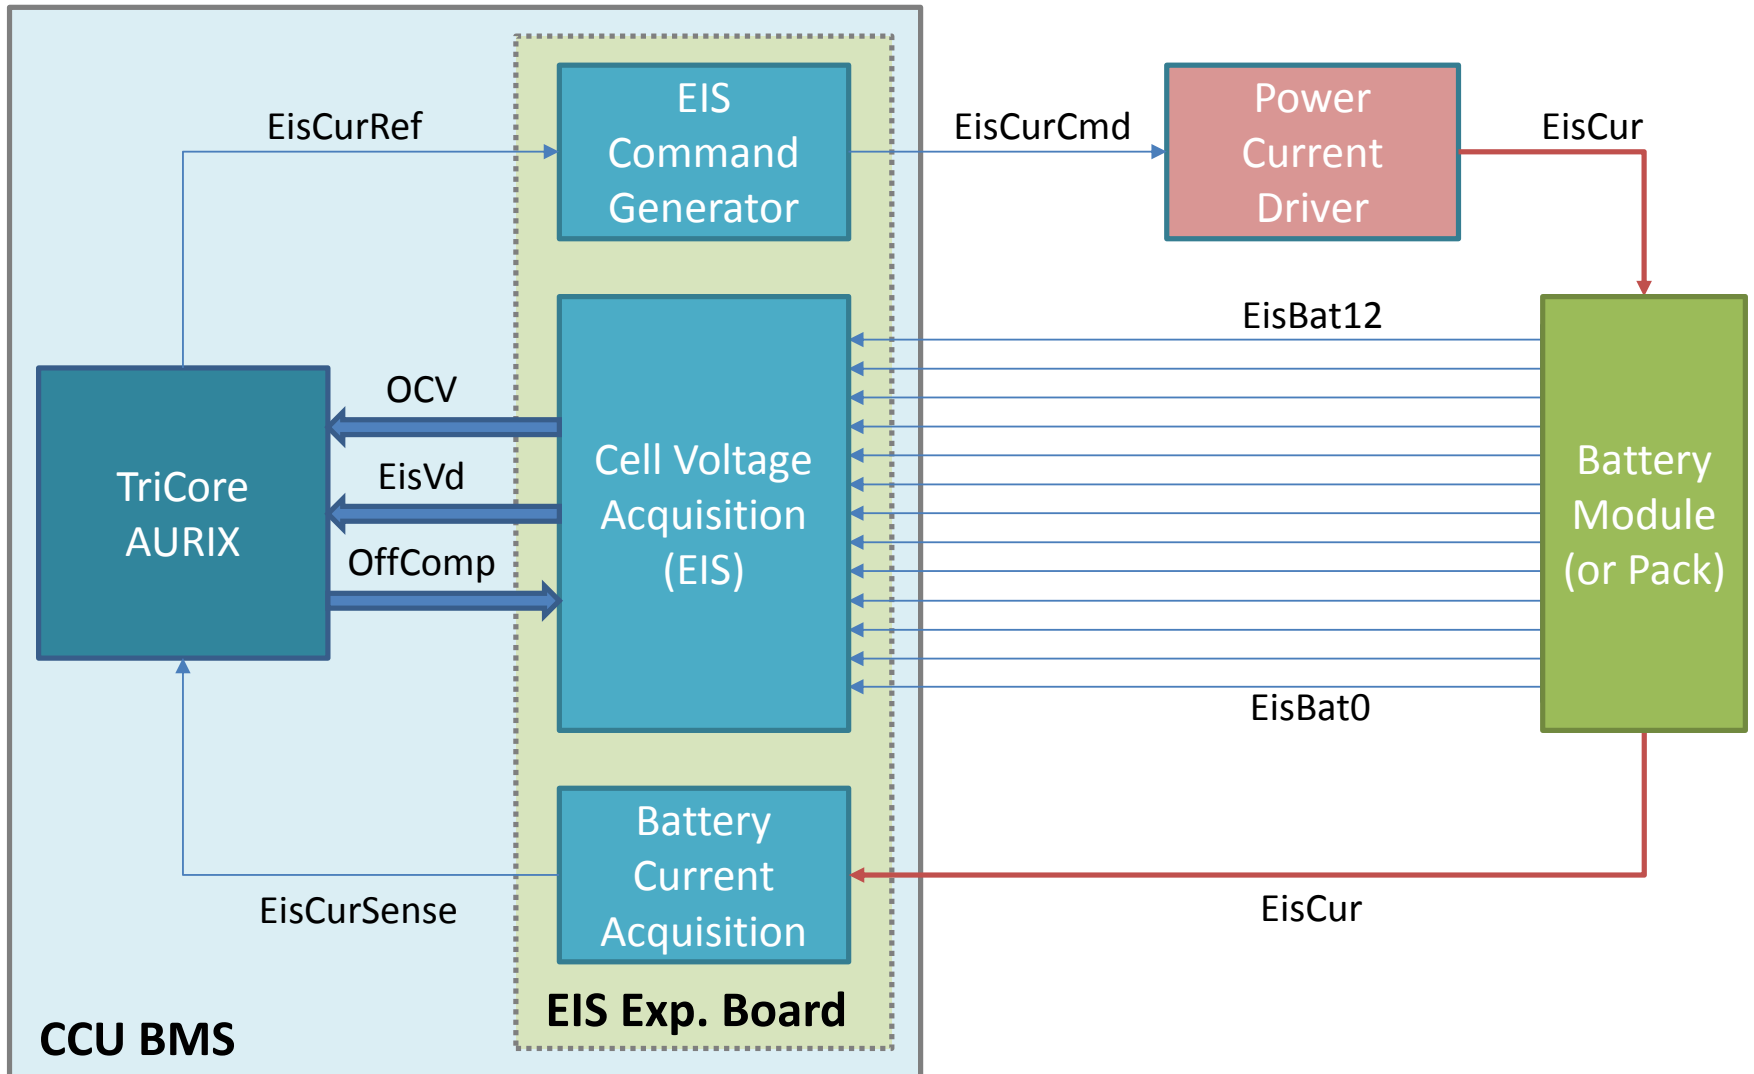 EisCurRef
EIS
Command
Generator
EisCurCmd
Power
Current
Driver
EisCur
EisBat12
OCV
EisVd
OffComp
TriCore
AURIX
Cell Voltage
Acquisition
(EIS)
Battery
Module
(or Pack)
EisBat0
Battery
Current
Acquisition
EisCurSense
EisCur
EIS Exp. Board
CCU BMS